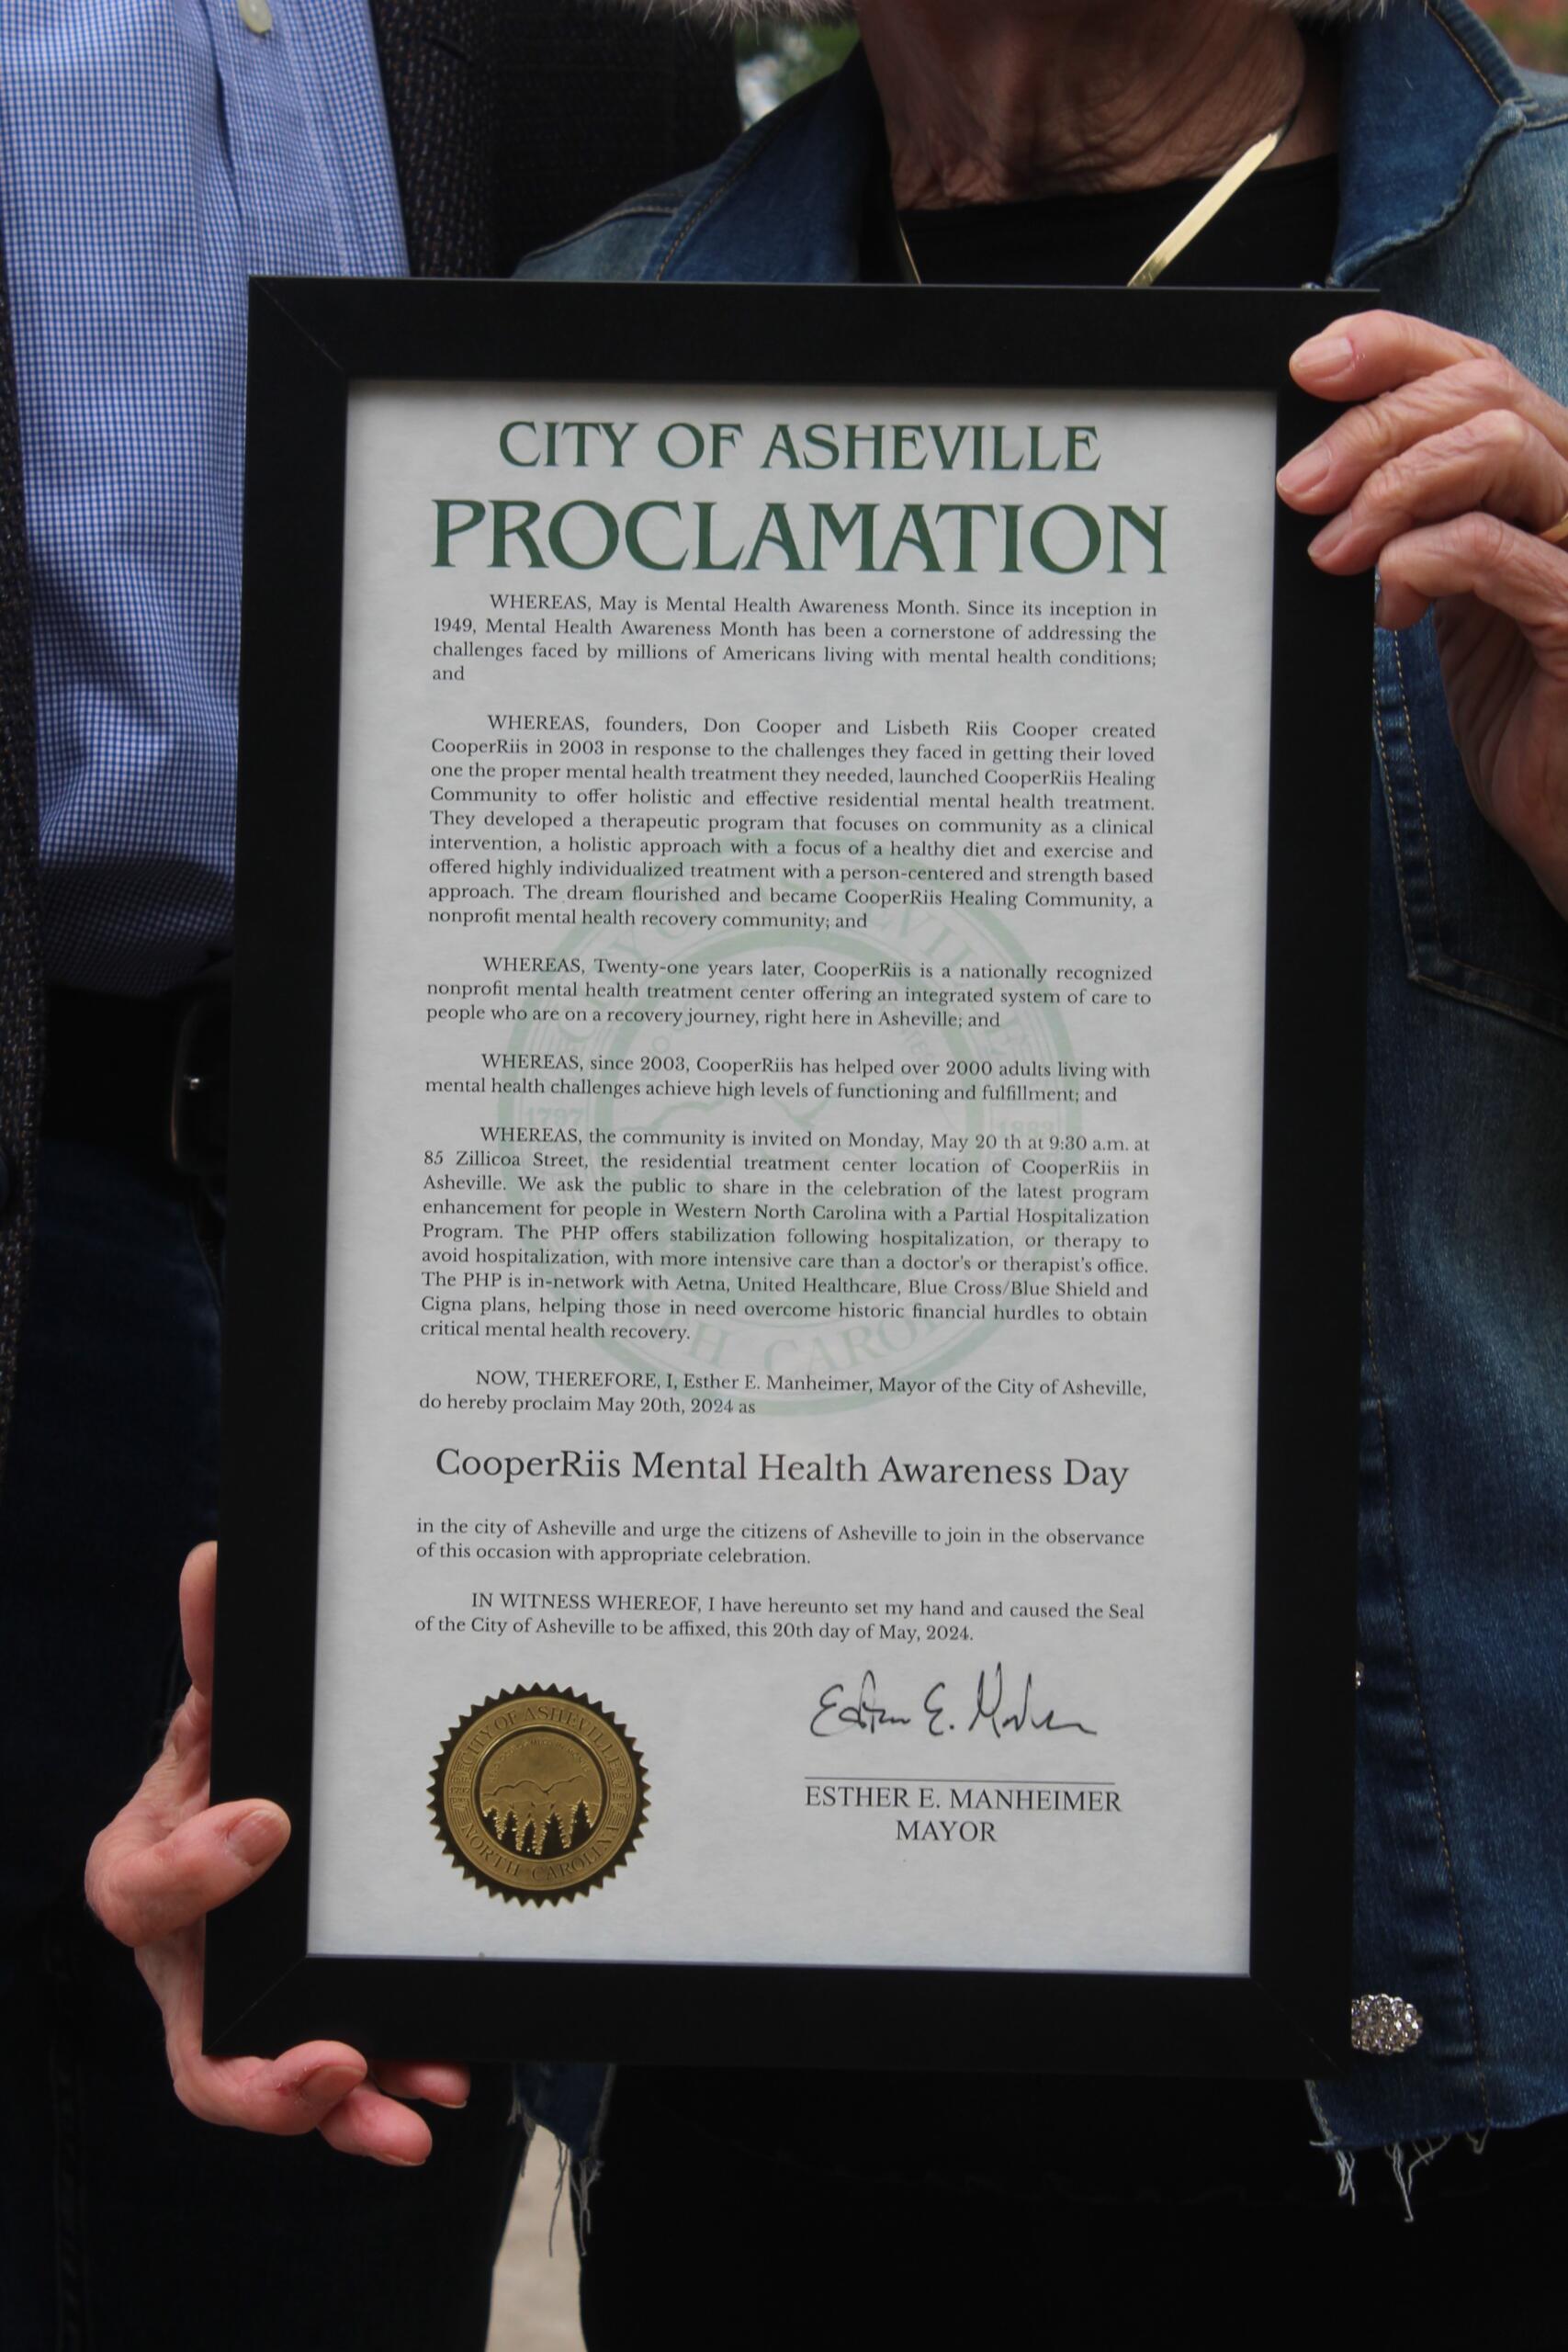 CITY OF ASHEVILLE
PROCLAMATION
WHEREAS, May is Mental Health Awareness Month. Since its inception in
1949, Mental Health Awareness Month has been a cornerstone of addressing the
challenges faced by millions of Americans living with mental health conditions;
and
WHEREAS, founders, Don Cooper and Lisbeth Riis Cooper created
CooperRiis in 2003 in response to the challenges they faced in getting their loved
one the proper mental health treatment they needed, launched CooperRiis Healing
Community to offer holistic and effective residential mental health treatment.
They developed a therapeutic program that focuses on community as a clinical
intervention, a holistic approach with a focus of a healthy diet and exercise and
offered highly individualized treatment with a person-centered and strength based
approach. The dream flourished and became CooperRiis Healing Community, a
nonprofit mental health recovery community; and
WHEREAS, Twenty-one years later, CooperRiis is a nationally recognized
nonprofit mental health treatment center offering an integrated system of care to
people who are on a recovery journey, right here in Asheville; and
WHEREAS, since 2003, CooperRiis has helped over 2000 adults living with
mental health challenges achieve high levels of functioning and fulfillment; and
WHEREAS, the community is invited on Monday, May 20 th at 9:30 a.m. at
85 Zillicoa Street, the residential treatment center location of CooperRiis in
Asheville. We ask the public to share in the celebration of the latest program
enhancement for people in Western North Carolina with a Partial Hospitalization
Program. The PHP offers stabilization following hospitalization, or therapy to
avoid hospitalization, with more intensive care than a doctor's or therapist's office.
The PHP is in-network with Aetna, United Healthcare, Blue Cross/Blue Shield and
Cigna plans, helping those in need overcome historic financial hurdles to obtain
critical mental health recovery.
NOW, THEREFORE, I, Esther E. Manheimer, Mayor of the City of Asheville,
do hereby proclaim May 20th, 2024 as
CooperRiis Mental Health Awareness Day
in the city of Asheville and urge the citizens of Asheville to join in the observance
of this occasion with appropriate celebration.
IN WITNESS WHEREOF, I have hereunto set my hand and caused the Seal
of the City of Asheville to be affixed, this 20th day of May, 2024.
CITY OF ASHEVILLE
NORTH CAROLINA
ESTHER E. MANHEIMER
MAYOR